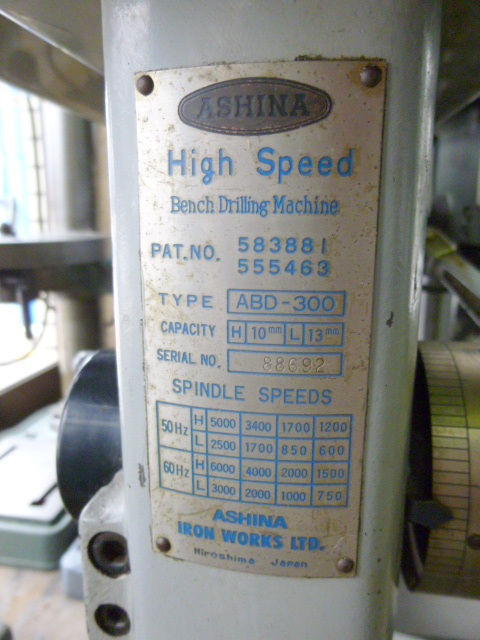 ASHINA
High Speed
Bench Drilling Machine
PAT. NO. 583881
555463
TYPE ABD-300
CAPACITY H 10mm L 13mm
SERIAL NO. 88692
SPINDLE SPEEDS
50Hz H 5000 3400 1700 1200
L 2500 1700 850 600
60Hz H 6000 4000 2000 1500
L 3000 2000 1000 750
ASHINA
IRON WORKS LTD.
Hiroshima Japan